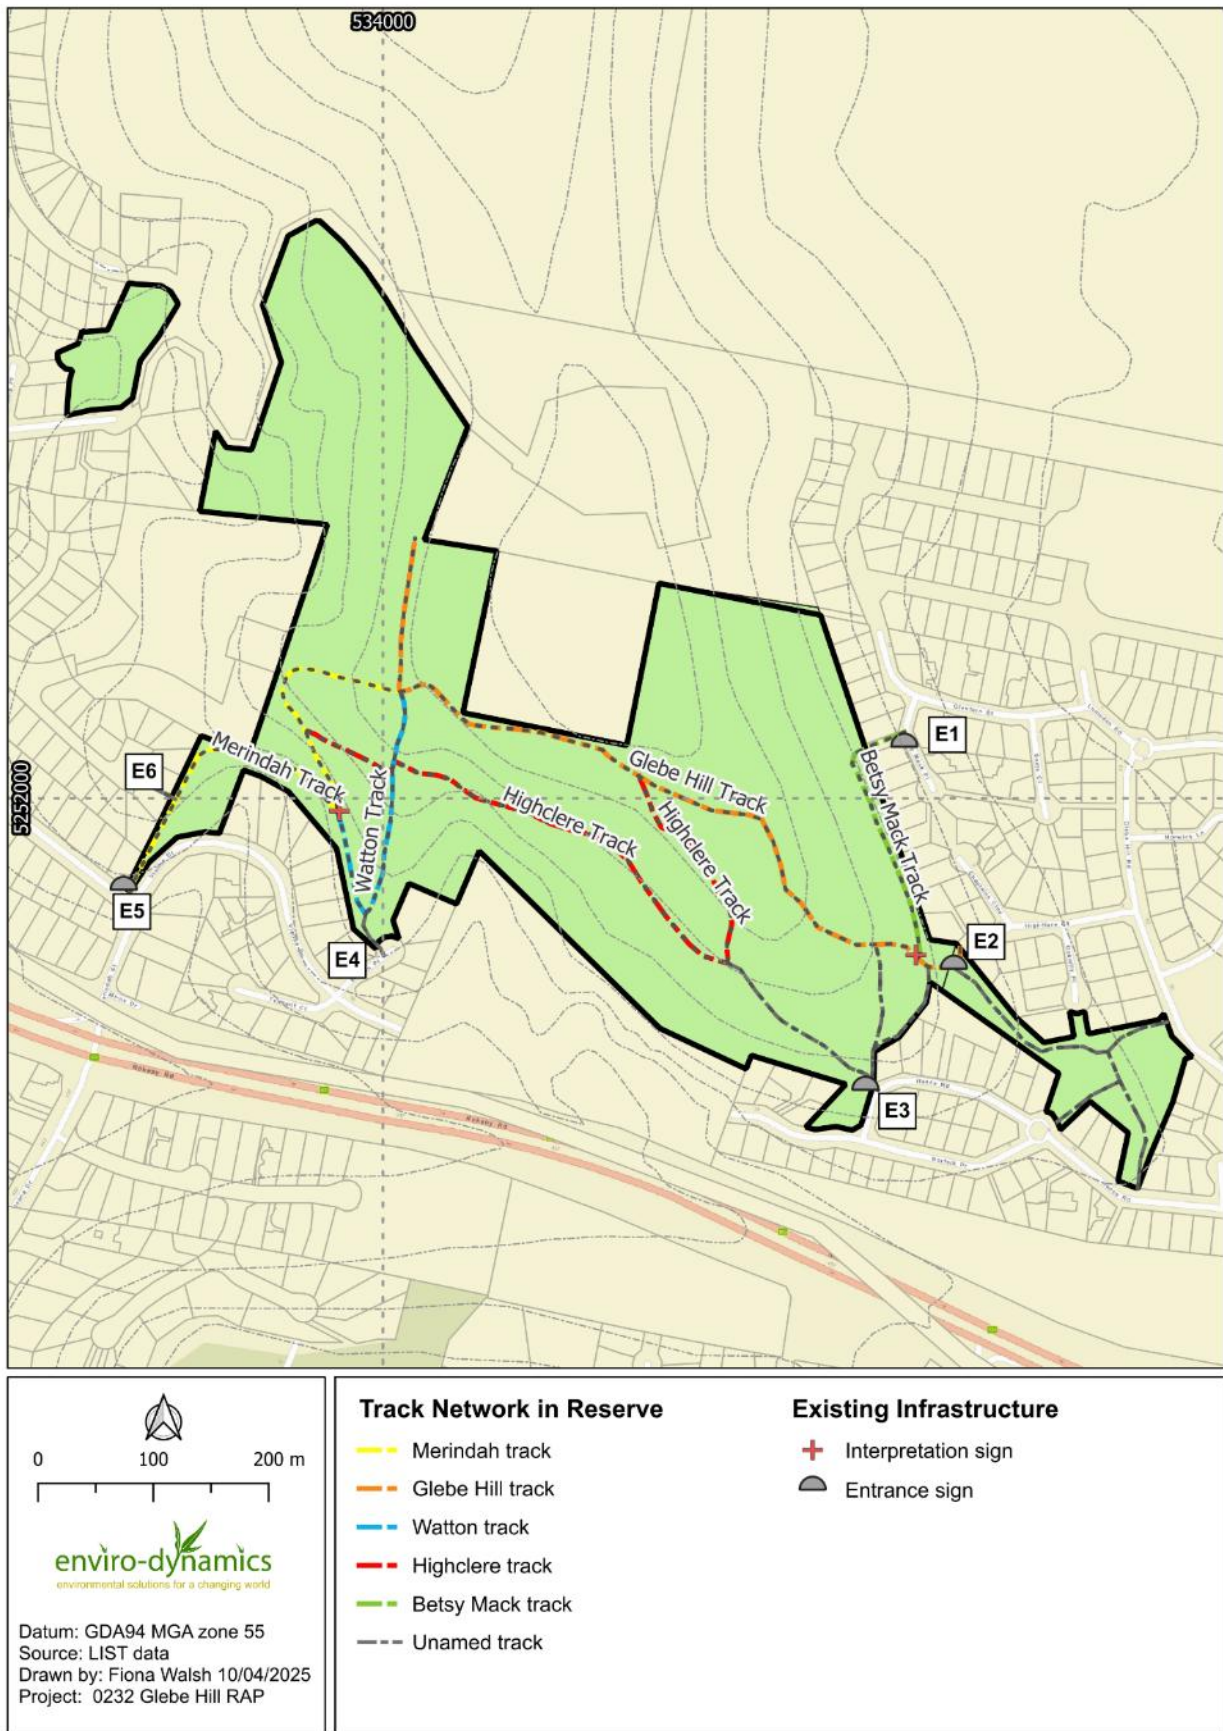 534000
5252000
E1
E2
E3
E4
E5
E6
Merindah Track
Watton Track
Highclere Track
Highclere Track
Glebe Hill Track
Betsy Mack Track
Rokeby Rd
Rokeby Rd
0 100 200 m
enviro-dynamics
environmental solutions for a changing world
Datum: GDA94 MGA zone 55
Source: LIST data
Drawn by: Fiona Walsh 10/04/2025
Project: 0232 Glebe Hill RAP
Track Network in Reserve
Merindah track
Glebe Hill track
Watton track
Highclere track
Betsy Mack track
Unamed track
Existing Infrastructure
Interpretation sign
Entrance sign